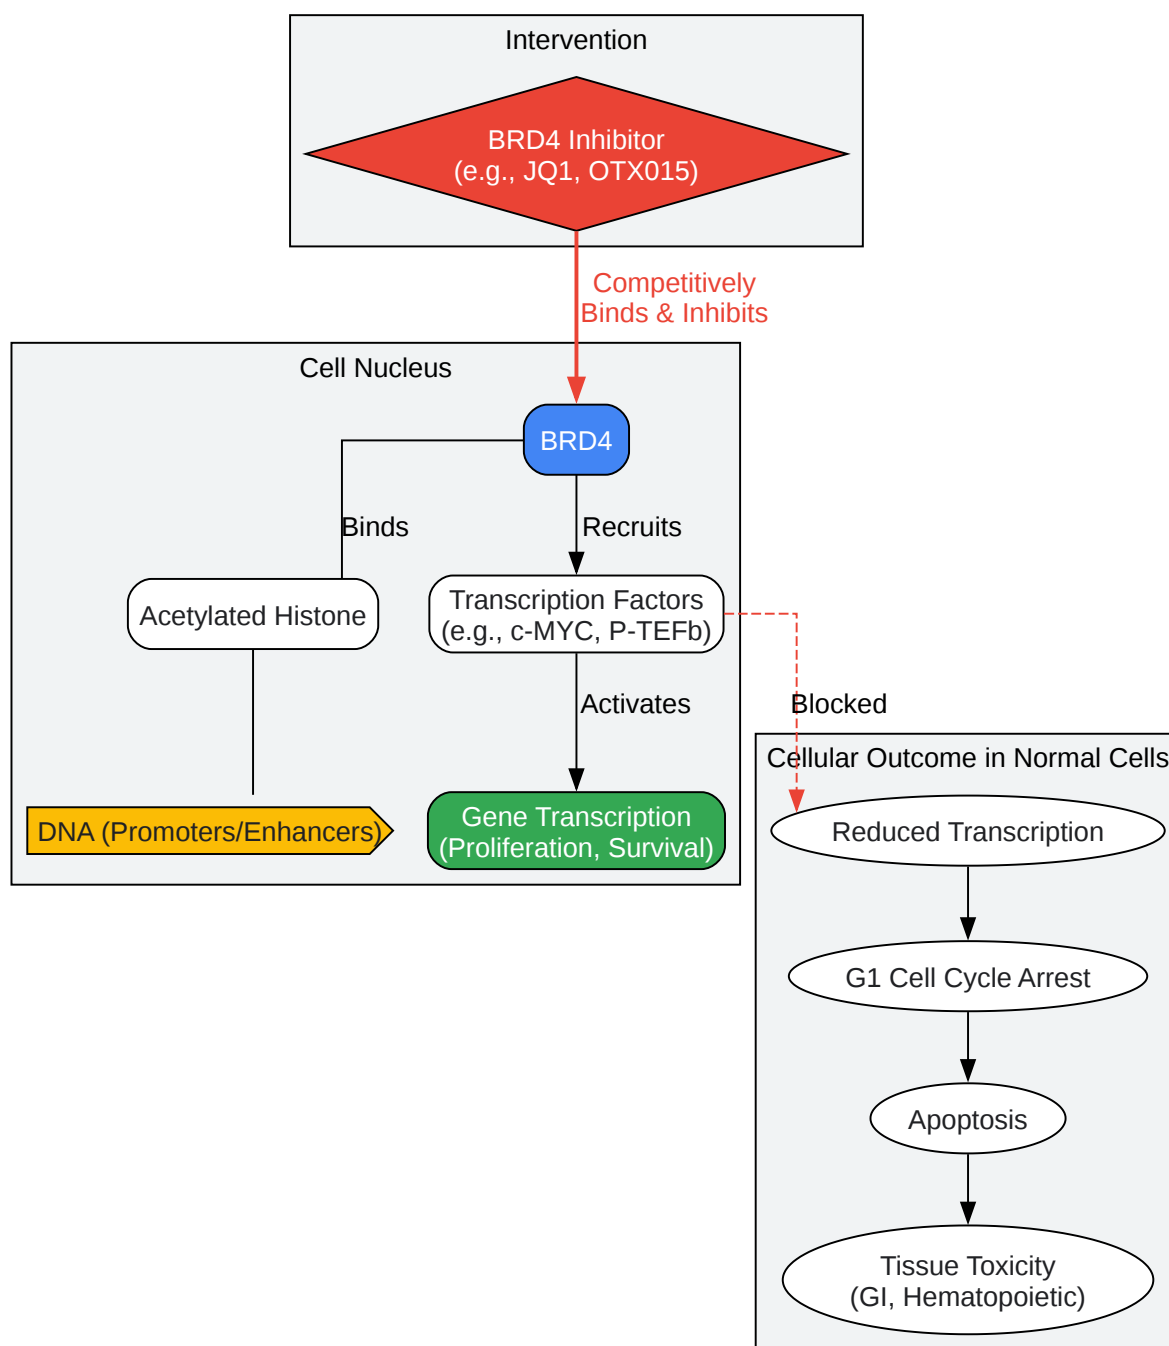 Intervention
BRD4 Inhibitor
(e.g., JQ1, OTX015)
Competitively
Binds & Inhibits
Cell Nucleus
BRD4
Binds
Recruits
Acetylated Histone
Transcription Factors
(e.g., c-MYC, P-TEFb)
Activates
Blocked
DNA (Promoters/Enhancers)
Gene Transcription
(Proliferation, Survival)
Cellular Outcome in Normal Cells
Reduced Transcription
G1 Cell Cycle Arrest
Apoptosis
Tissue Toxicity
(GI, Hematopoietic)